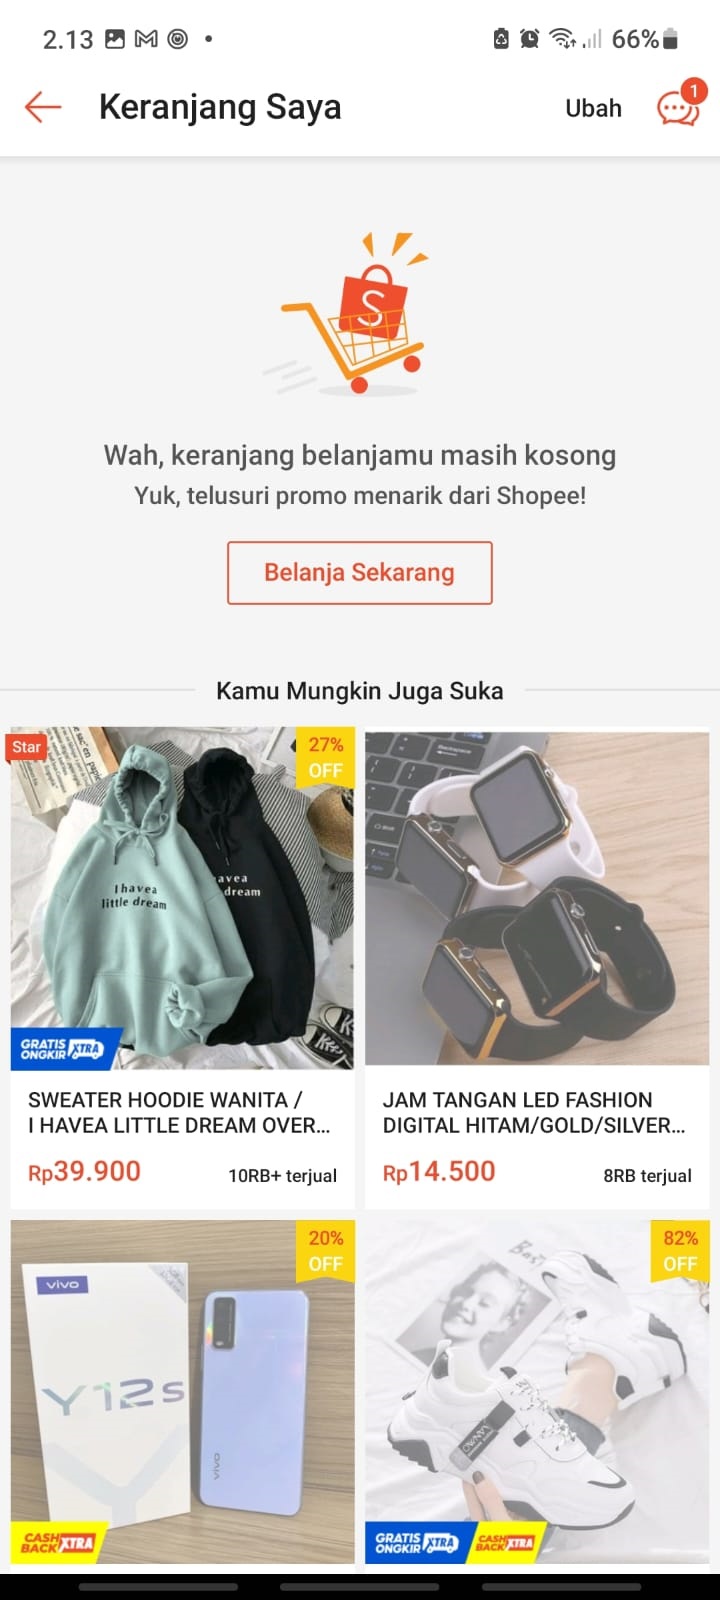 2.13
66%
Keranjang Saya
Ubah
1
S
Wah, keranjang belanjamu masih kosong
Yuk, telusuri promo menarik dari Shopee!
Belanja Sekarang
Kamu Mungkin Juga Suka
Star
27%
OFF
I havea
little dream
avea
dream
GRATIS
ONGKIR XTRA
SWEATER HOODIE WANITA /
I HAVEA LITTLE DREAM OVER...
Rp39.900
10RB+ terjual
JAM TANGAN LED FASHION
DIGITAL HITAM/GOLD/SILVER...
Rp14.500
8RB terjual
20%
OFF
vivo
Y12s
vivo
CASH
BACK XTRA
82%
OFF
GRATIS
ONGKIR XTRA
CASH
BACK XTRA